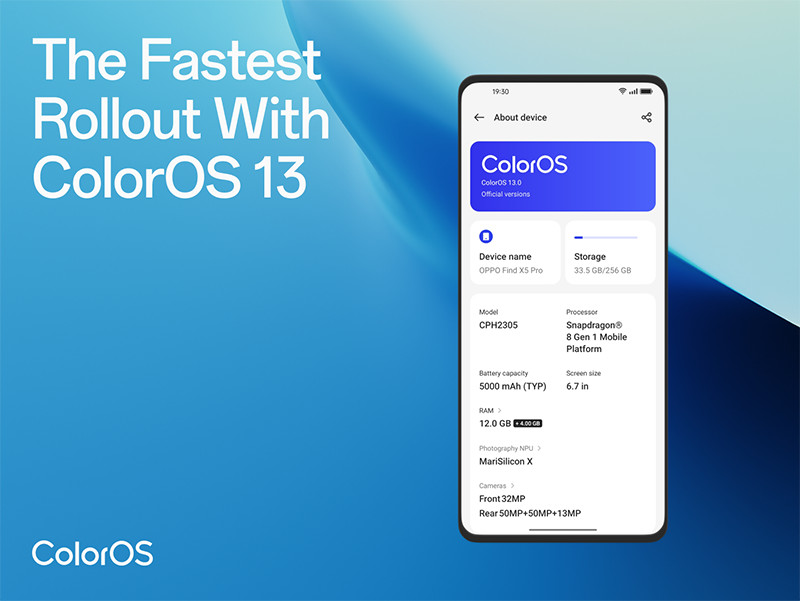 The Fastest
Rollout With
ColorOS 13
19:30
About device
ColorOS
ColorOS 13.0
Official versions
Device name
OPPO Find X5 Pro
Storage
33.5 GB/256 GB
Model
CPH2305
Processor
Snapdragon®
8 Gen 1 Mobile
Platform
Battery capacity
5000 mAh (TYP)
Screen size
6.7 in
RAM >
12.0 GB + 4.00 GB
Photography NPU >
MariSilicon X
Cameras >
Front 32MP
Rear 50MP+50MP+13MP
ColorOS